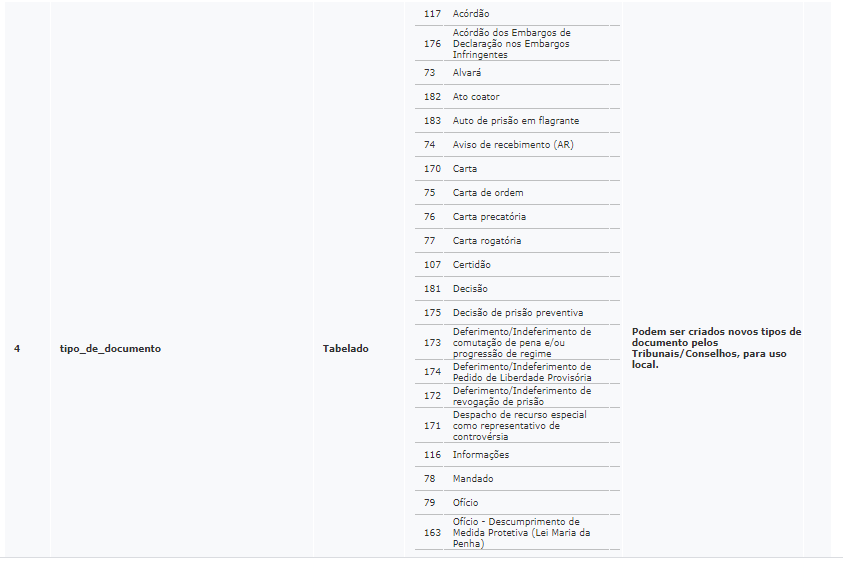 117 Acórdão
176 Acórdão dos Embargos de
Declaração nos Embargos
Infringentes
73 Alvará
182 Ato coator
183 Auto de prisão em flagrante
74 Aviso de recebimento (AR)
170 Carta
75 Carta de ordem
76 Carta precatória
77 Carta rogatória
107 Certidão
181 Decisão
175 Decisão de prisão preventiva
4 tipo_de_documento Tabelado
173 Deferimento/Indeferimento de
comutação de pena e/ou
progressão de regime
174 Deferimento/Indeferimento de
Pedido de Liberdade Provisória
172 Deferimento/Indeferimento de
revogação de prisão
171 Despacho de recurso especial
como representativo de
controvérsia
116 Informações
78 Mandado
79 Ofício
163 Ofício - Descumprimento de
Medida Protetiva (Lei Maria da
Penha)
Podem ser criados novos tipos de
documento pelos
Tribunais/Conselhos, para uso
local.